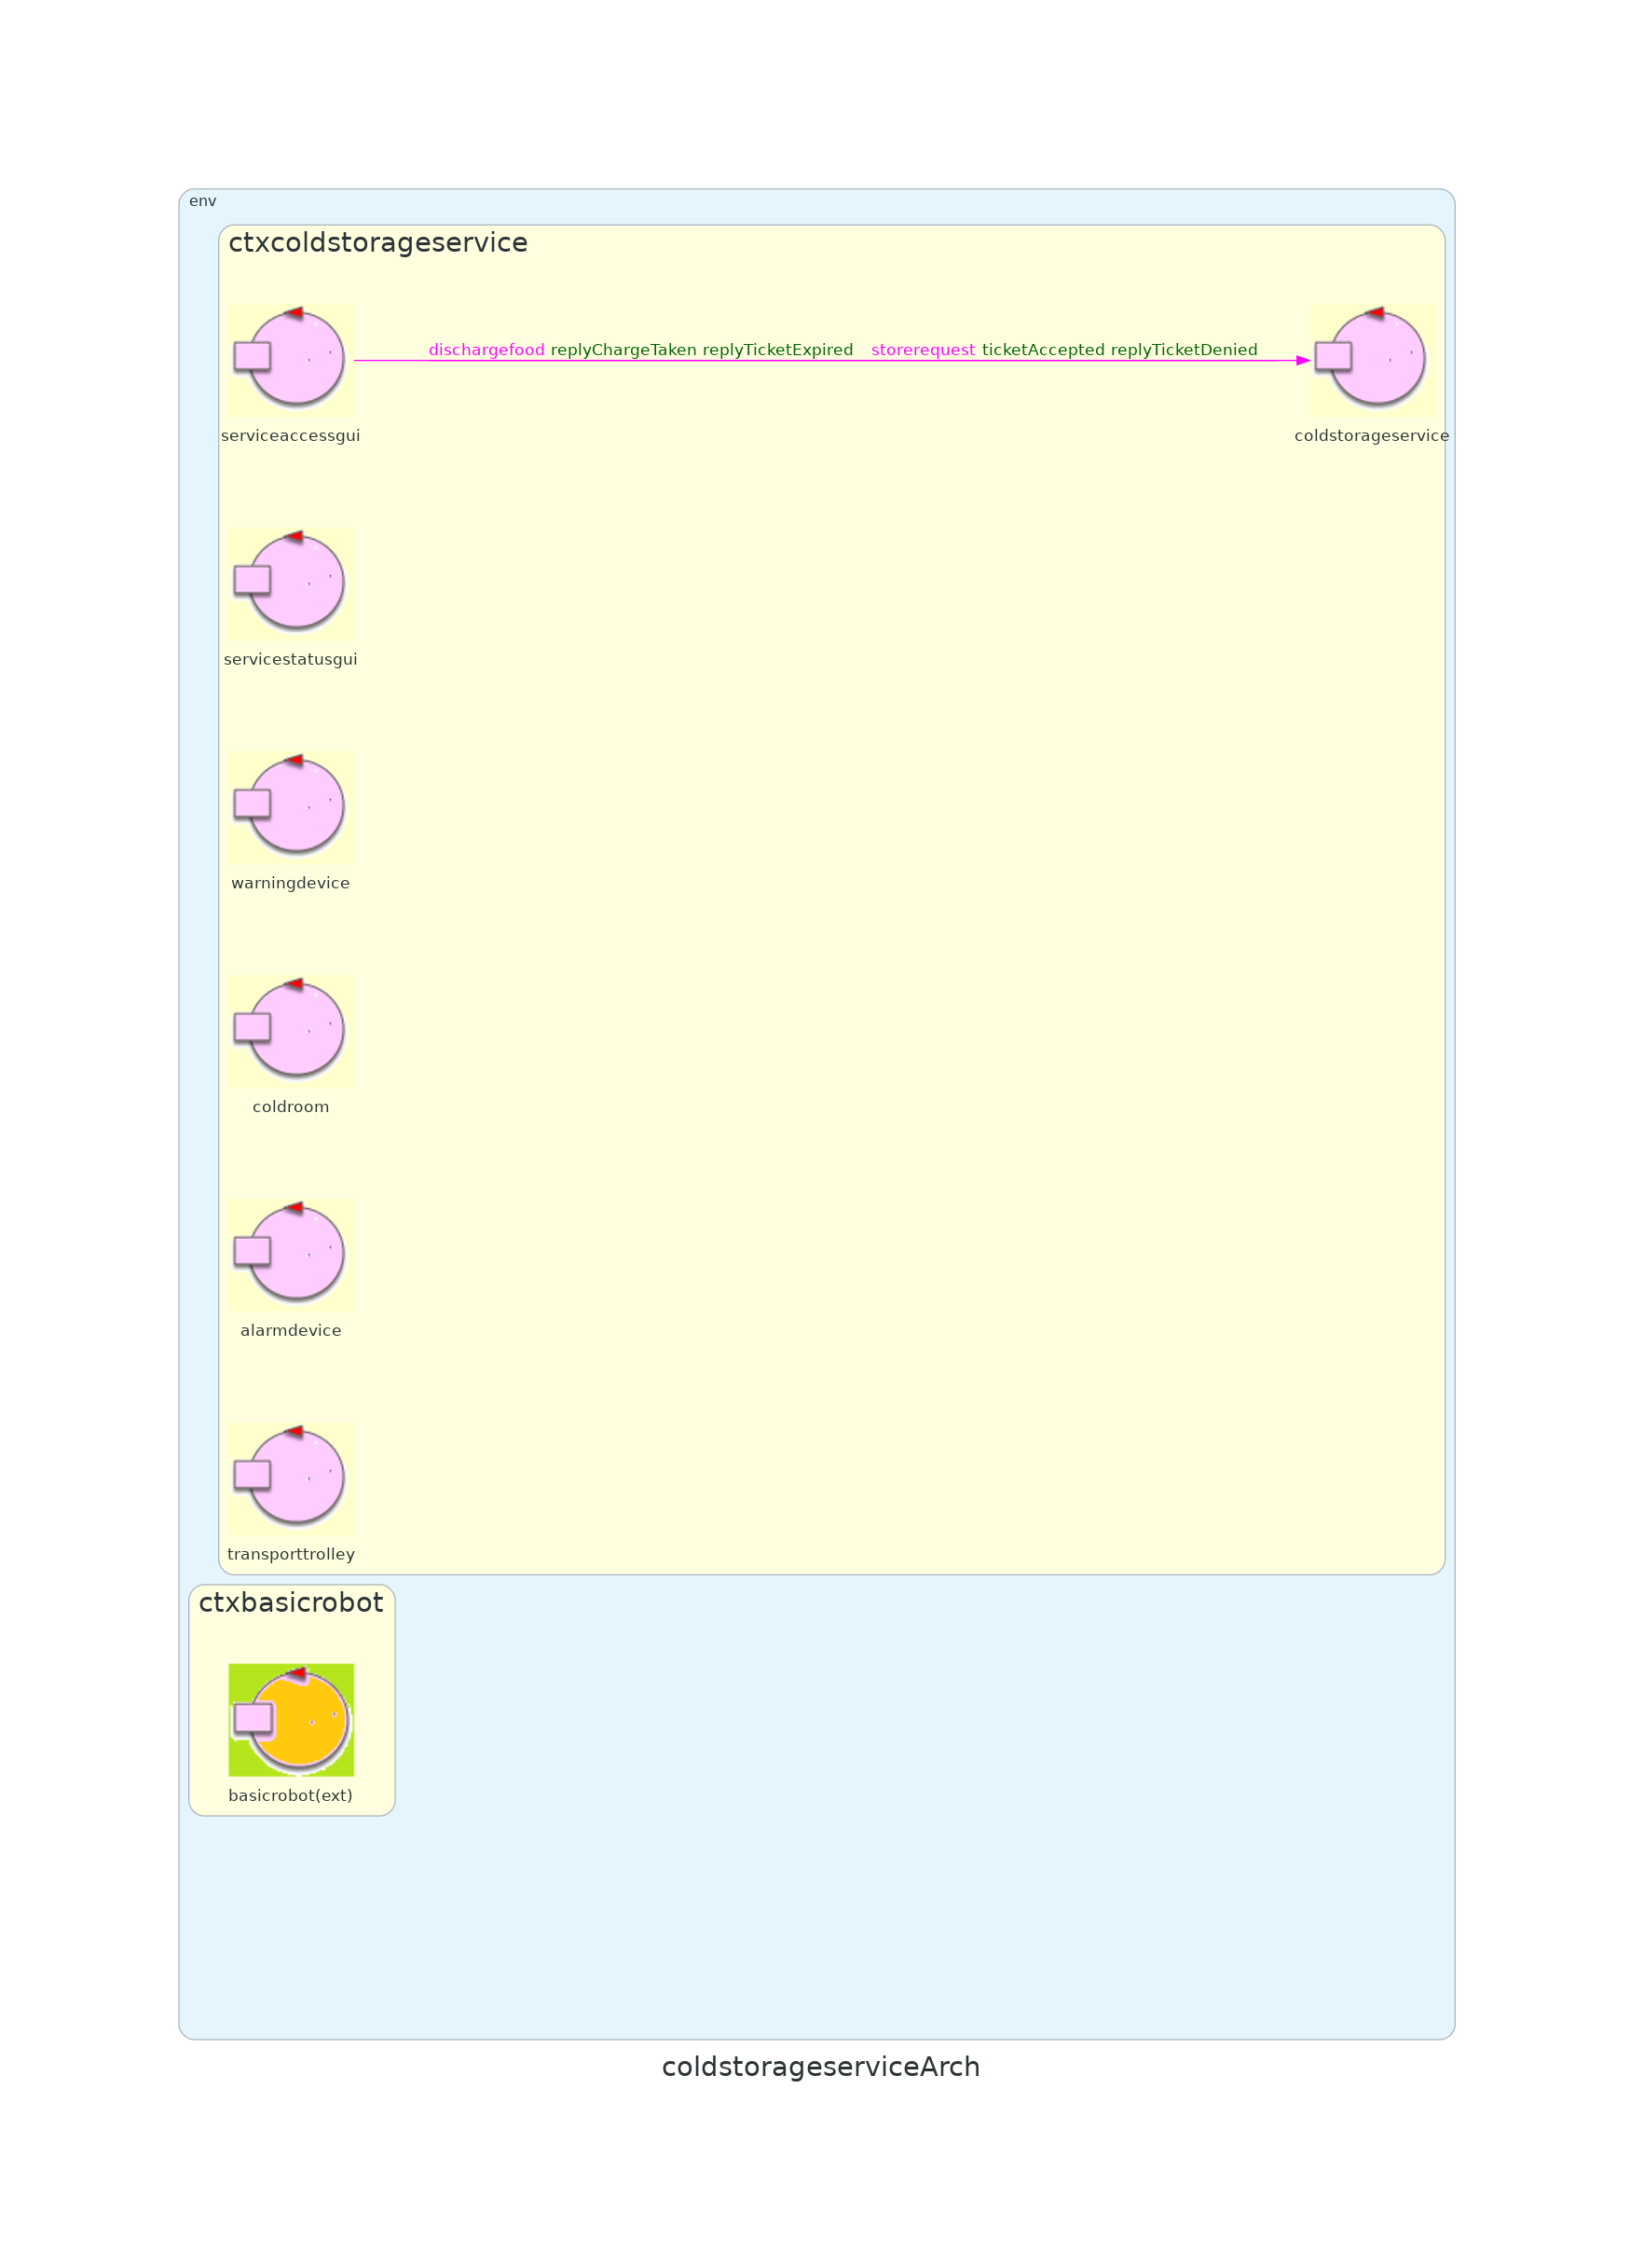 env
ctxcoldstorageservice
dischargefood replyChargeTaken replyTicketExpired storerequest ticketAccepted replyTicketDenied
serviceaccessgui
coldstorageservice
servicestatusgui
warningdevice
coldroom
alarmdevice
transporttrolley
ctxbasicrobot
basicrobot(ext)
coldstorageserviceArch